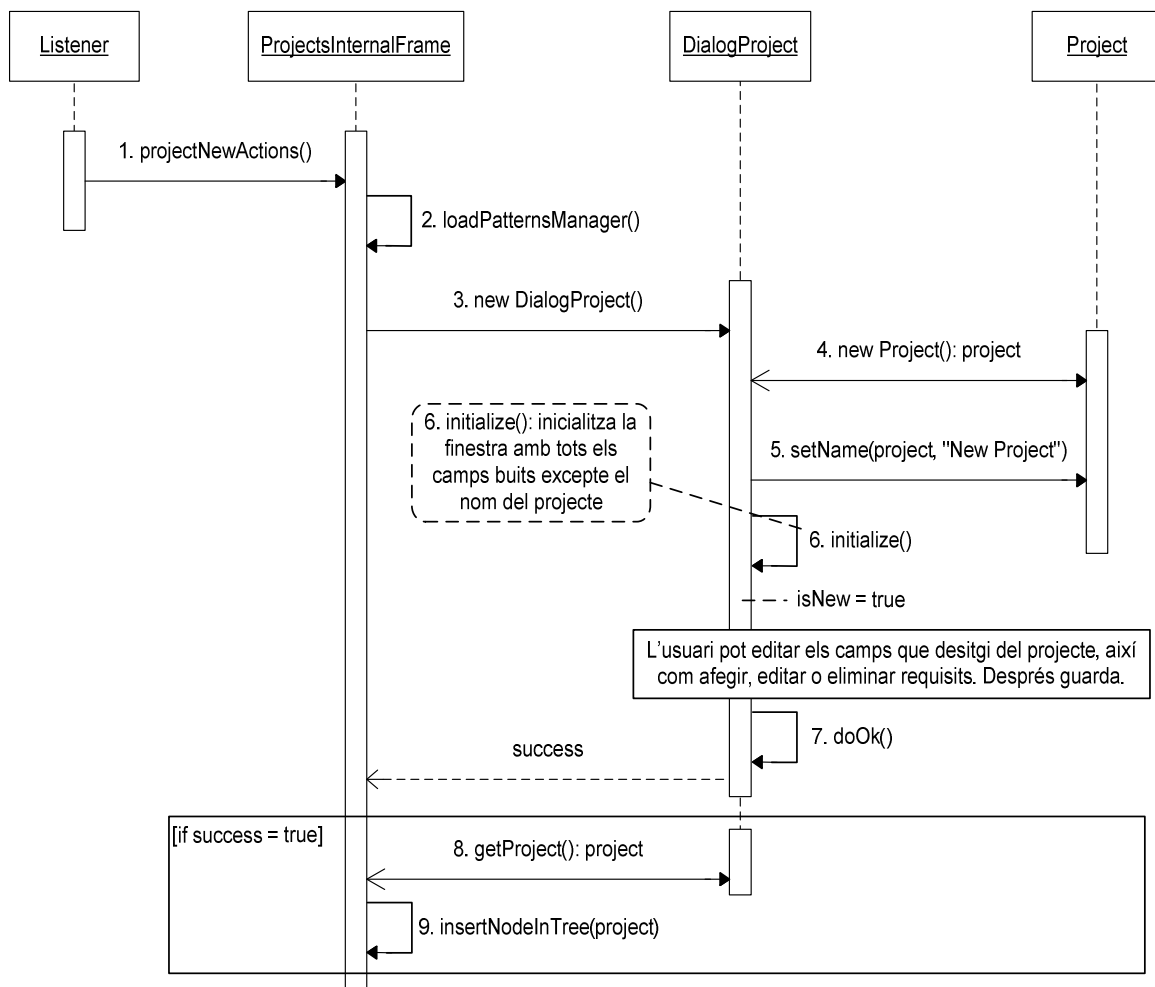 Listener
ProjectsInternalFrame
DialogProject
Project
1. projectNewActions()
2. loadPatternsManager()
3. new DialogProject()
4. new Project(): project
6. initialize(): inicialitza la
finestra amb tots els
camps buits excepte el
nom del projecte
5. setName(project, "New Project")
6. initialize()
isNew = true
L'usuari pot editar els camps que desitgi del projecte, així
com afegir, editar o eliminar requisits. Després guarda.
7. doOk()
success
[if success = true]
8. getProject(): project
9. insertNodeInTree(project)